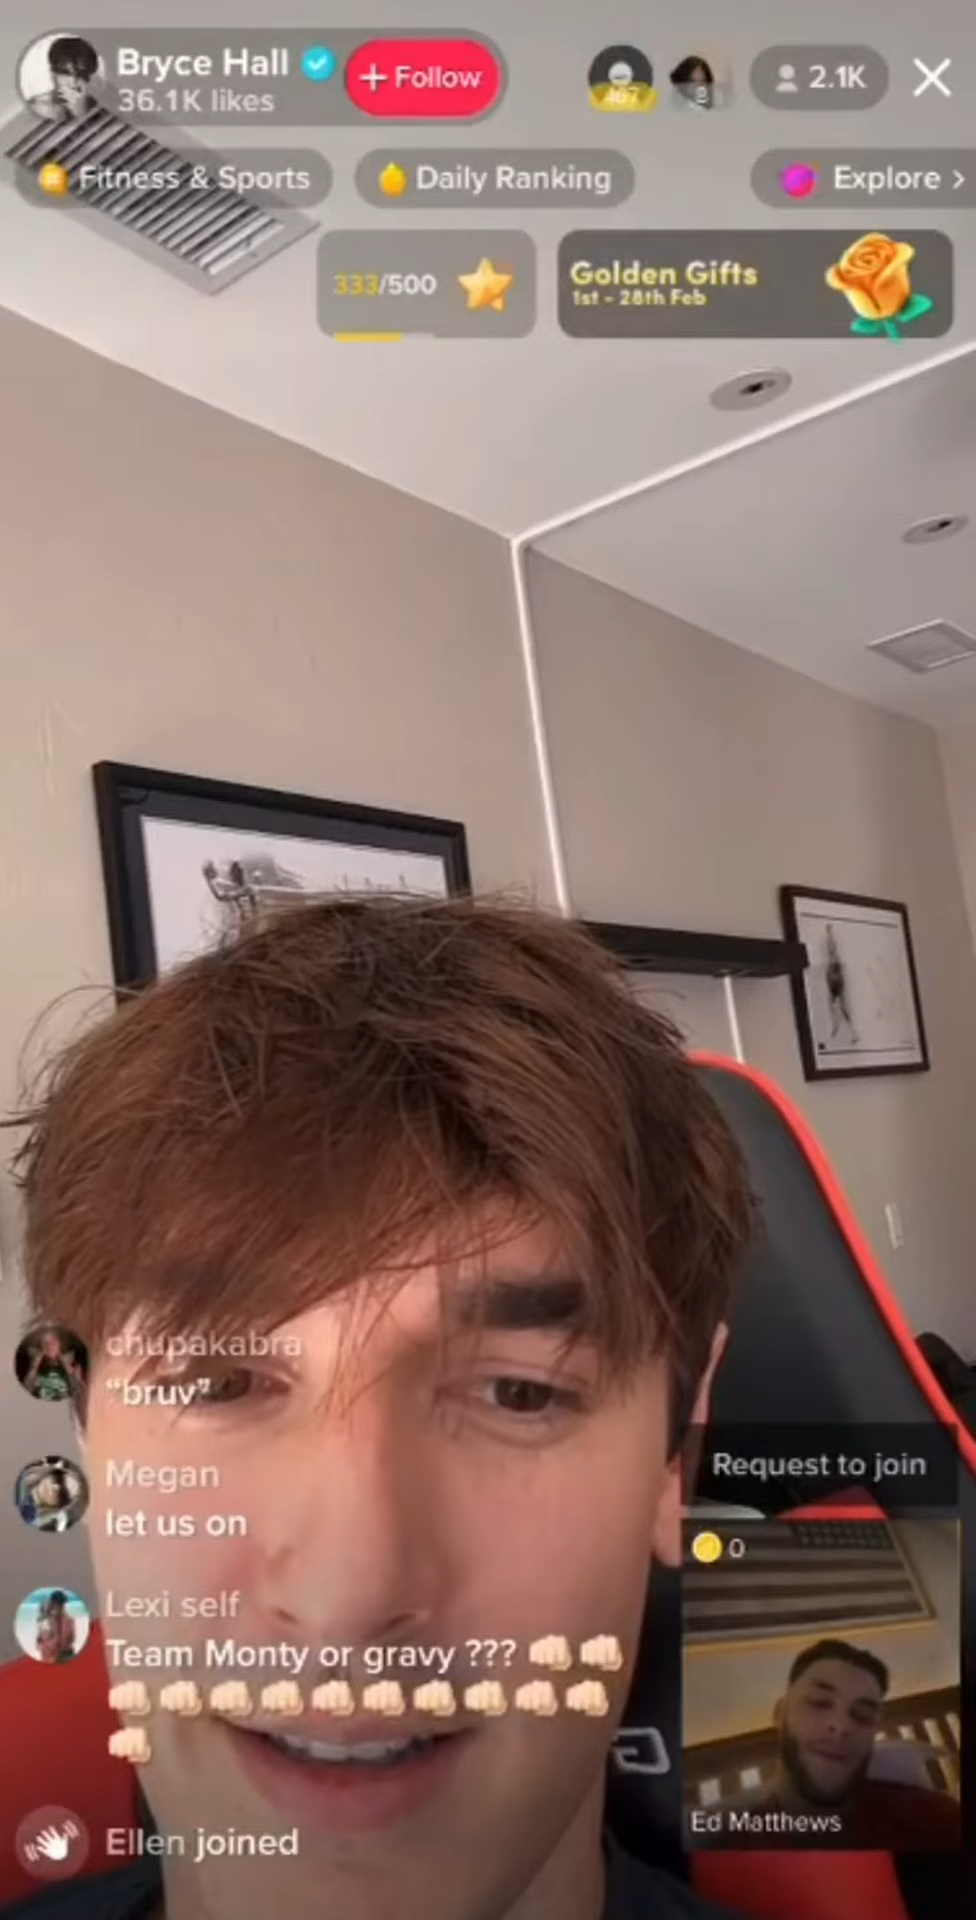 Bryce Hall
+ Follow
36.1K likes
2.1K
Fitness & Sports
Daily Ranking
Explore >
333/500
Golden Gifts
1st - 28th Feb
chupakabra
“bruv”
Megan
let us on
Request to join
0
Lexi self
Team Monty or gravy ??? 👊🏻👊🏻
👊🏻👊🏻👊🏻👊🏻👊🏻👊🏻👊🏻👊🏻👊🏻👊🏻
👊🏻
Ed Matthews
Ellen joined